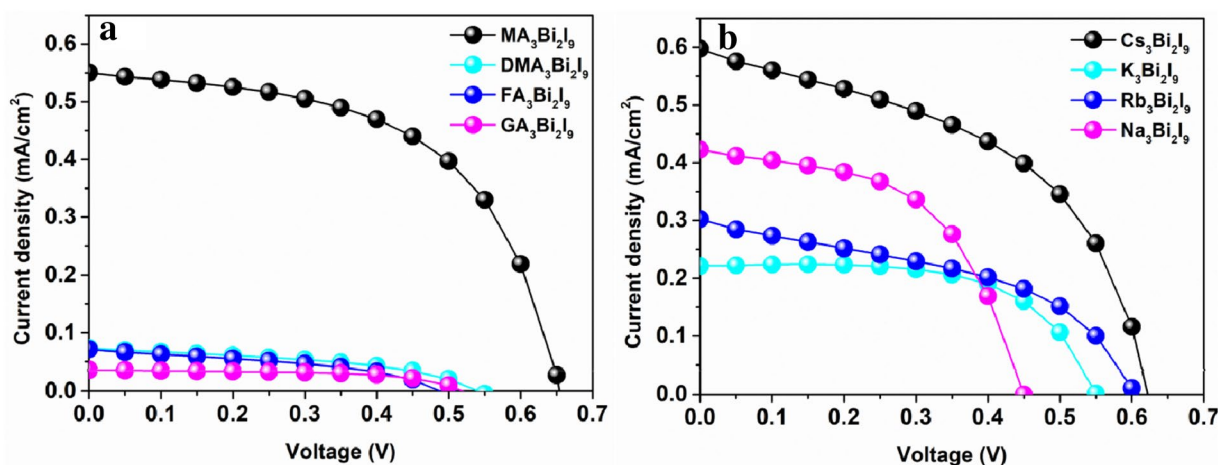 a
MA₃Bi₂I₉
DMA₃Bi₂I₉
FA₃Bi₂I₉
GA₃Bi₂I₉
Current density (mA/cm²)
0.6
0.5
0.4
0.3
0.2
0.1
0.0
0.0 0.1 0.2 0.3 0.4 0.5 0.6 0.7
Voltage (V)
b
Cs₃Bi₂I₉
K₃Bi₂I₉
Rb₃Bi₂I₉
Na₃Bi₂I₉
Current density (mA/cm²)
0.6
0.5
0.4
0.3
0.2
0.1
0.0
0.0 0.1 0.2 0.3 0.4 0.5 0.6 0.7
Voltage (V)